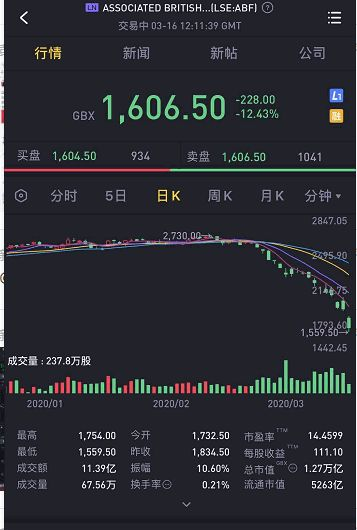 LN ASSOCIATED BRITISH...(LSE:ABF) ?
交易中 03-16 12:11:39 GMT
行情 新闻 新帖 公司
GBX 1,606.50 -228.00 L1
-12.43% 融
买盘 1,604.50 934 卖盘 1,606.50 1041
分时 5日 日K 周K 月K 分钟
2847.05
2,730.00
2495.90
2146.75
1793.60
1,559.50
1442.45
成交量：237.8万股
2020/01 2020/02 2020/03
最高 1,754.00 今开 1,732.50 市盈率TTM 14.4599
最低 1,559.50 昨收 1,834.50 每股收益TTM 111.10
成交额 11.39亿 振幅 10.60% 总市值GBX 1.27万亿
成交量 67.56万 换手率 0.21% 流通市值 5263亿